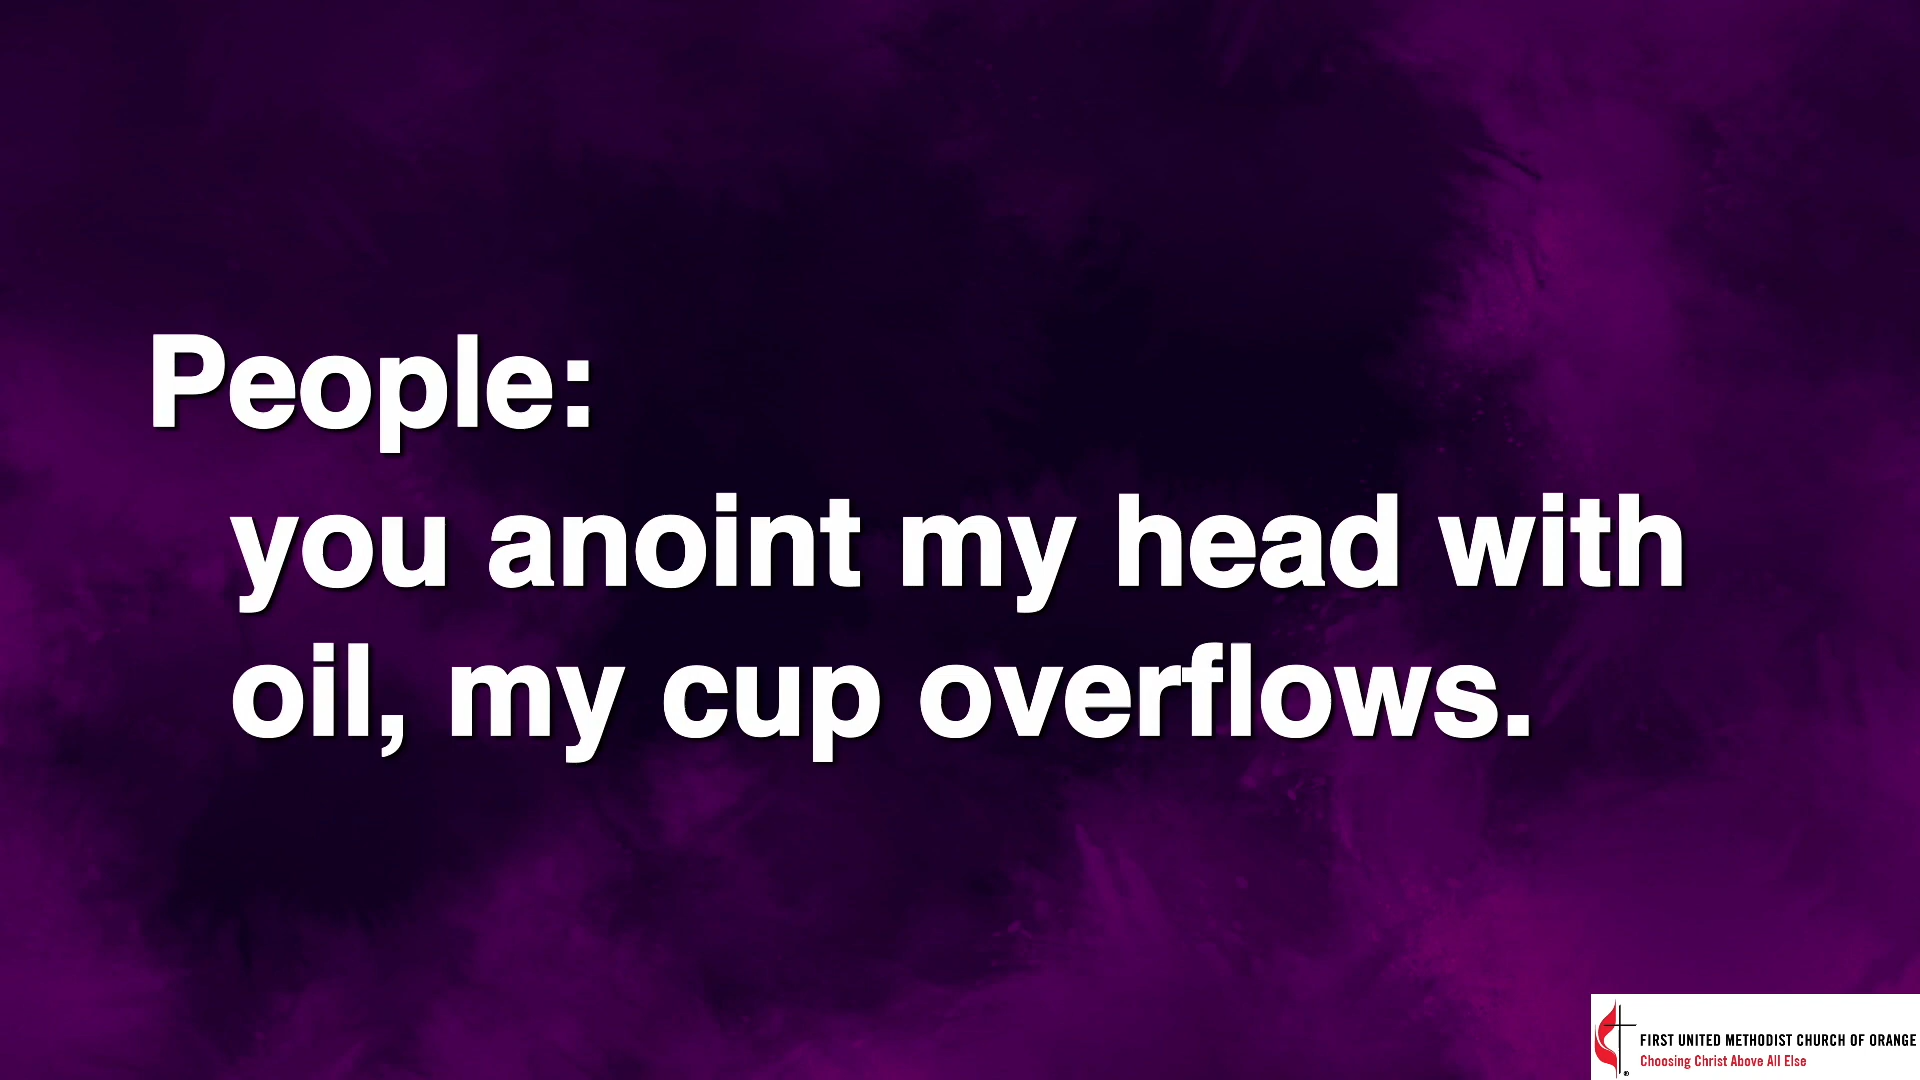 People:
you anoint my head with
oil, my cup overflows.
FIRST UNITED METHODIST CHURCH OF ORANGE
Choosing Christ Above All Else